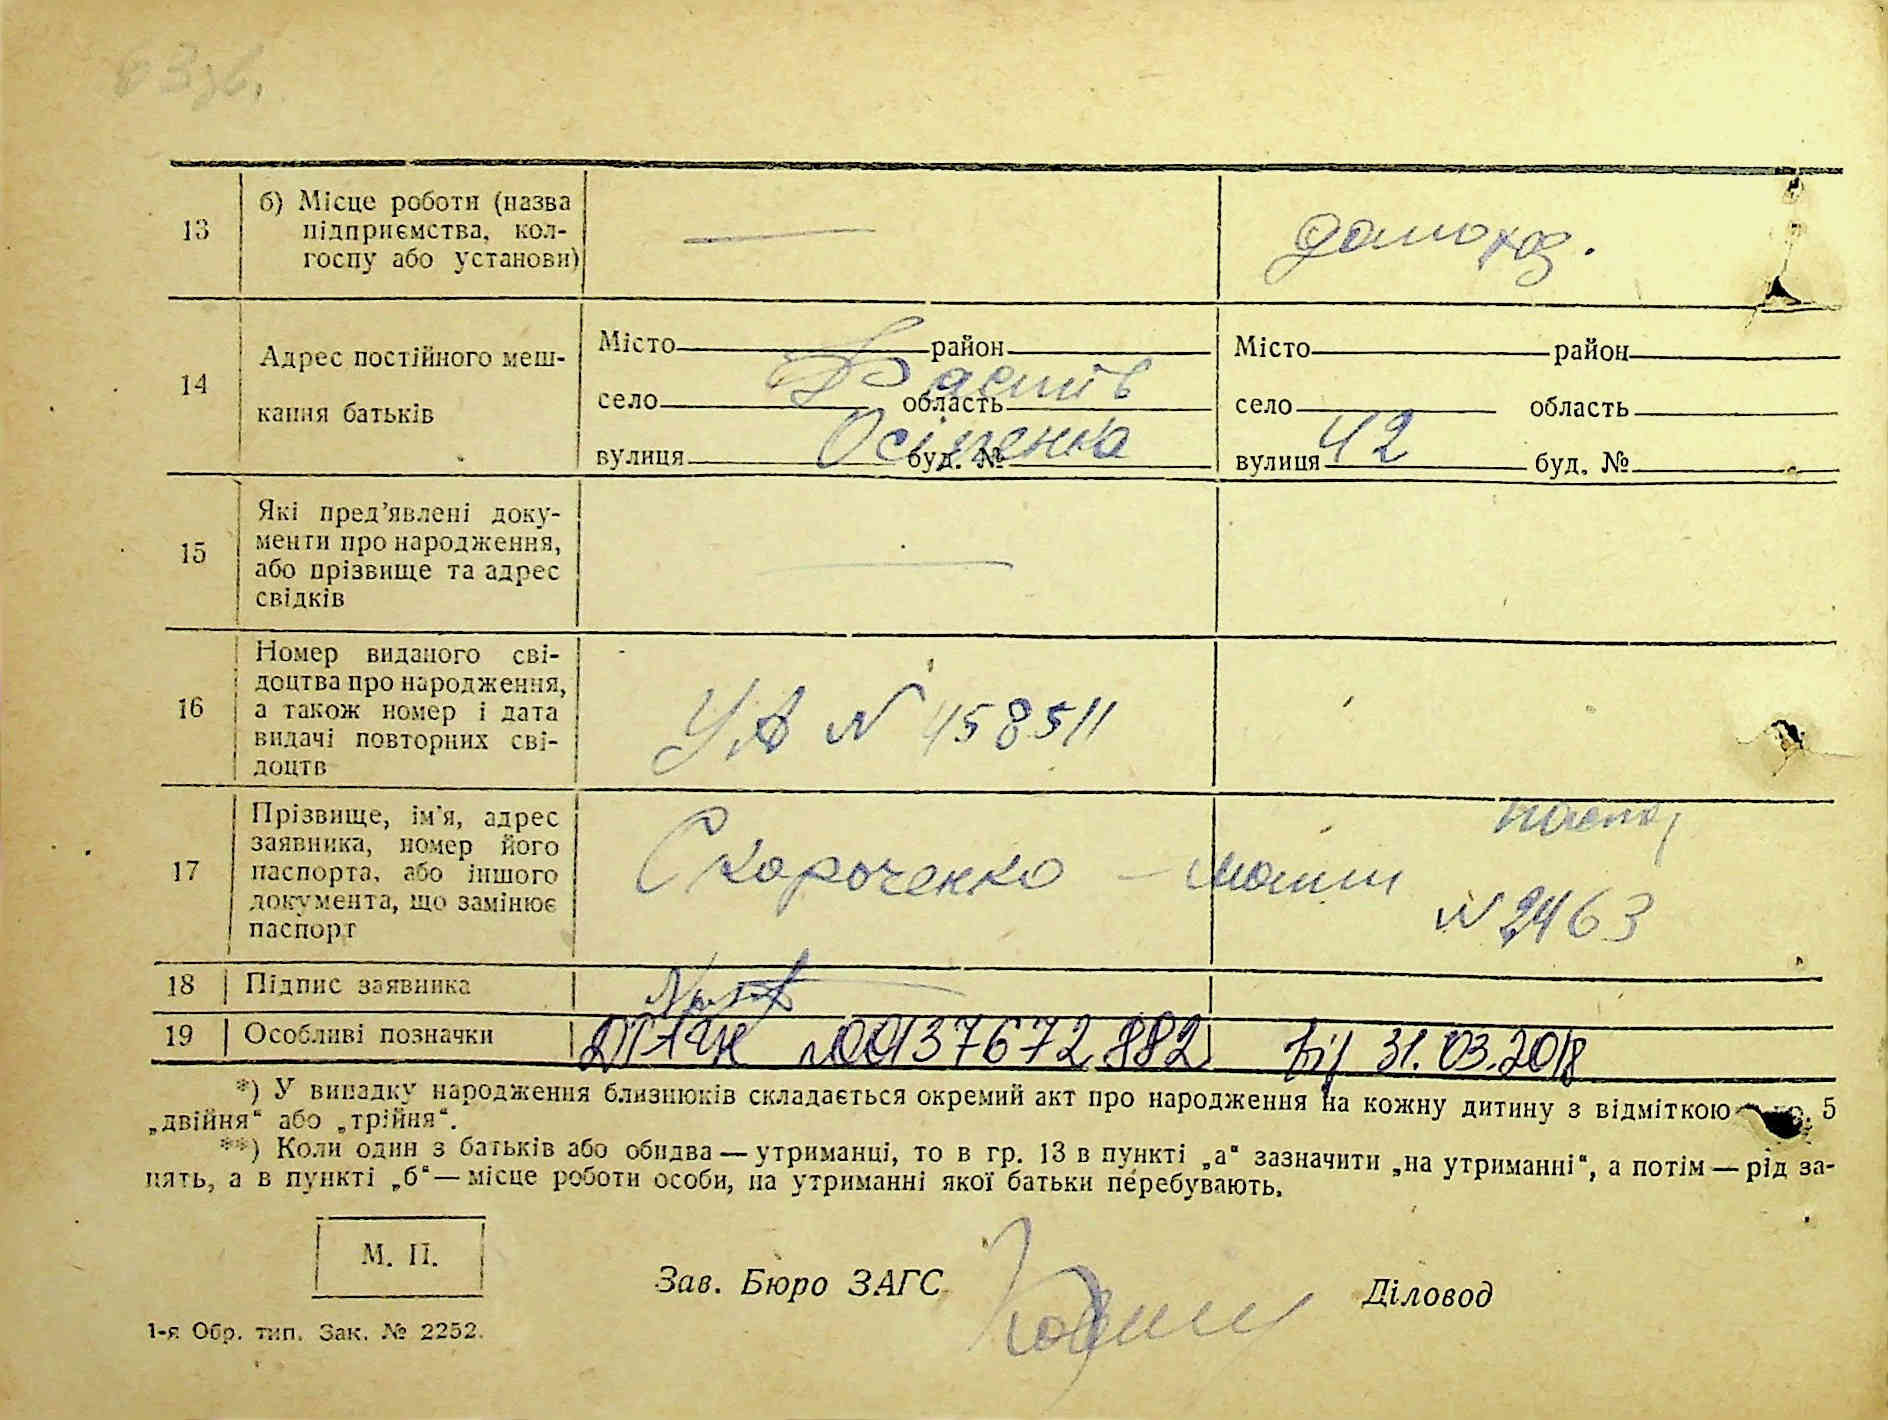 13
б) Місце роботи (назва
підприємства, кол-
госпу або установи)
домогосп.
14
Адрес постійного меш-
кання батьків
Місто район
Фастів
село область
Осипенка
вулиця буд. №
Місто район
село область
42
вулиця буд. №
15
Які пред’явлені доку-
менти про народження,
або прізвище та адрес
свідків
16
Номер виданого сві-
доцтва про народження,
а також номер і дата
видачі повторних сві-
доцтв
УА № 458511
17
Прізвище, ім’я, адрес
заявника, номер його
паспорта, або іншого
документа, що замінює
паспорт
Скороченко – мати
паспор
№ 2463
18
Підпис заявника
19
Особливі позначки
ДРАЦС №00137672882 від 31.03.2018
*) У випадку народження близнюків складається окремий акт про народження на кожну дитину з відміткою 5
„двійня“ або „трійня“.
**) Коли один з батьків або обидва — утриманці, то в гр. 13 в пункті „а“ зазначити „на утриманні“, а потім — рід за-
нять, а в пункті „б“ — місце роботи особи, на утриманні якої батьки перебувають.
М. П.
Зав. Бюро ЗАГС
Діловод
1-я Обр. тип. Зак. № 2252.